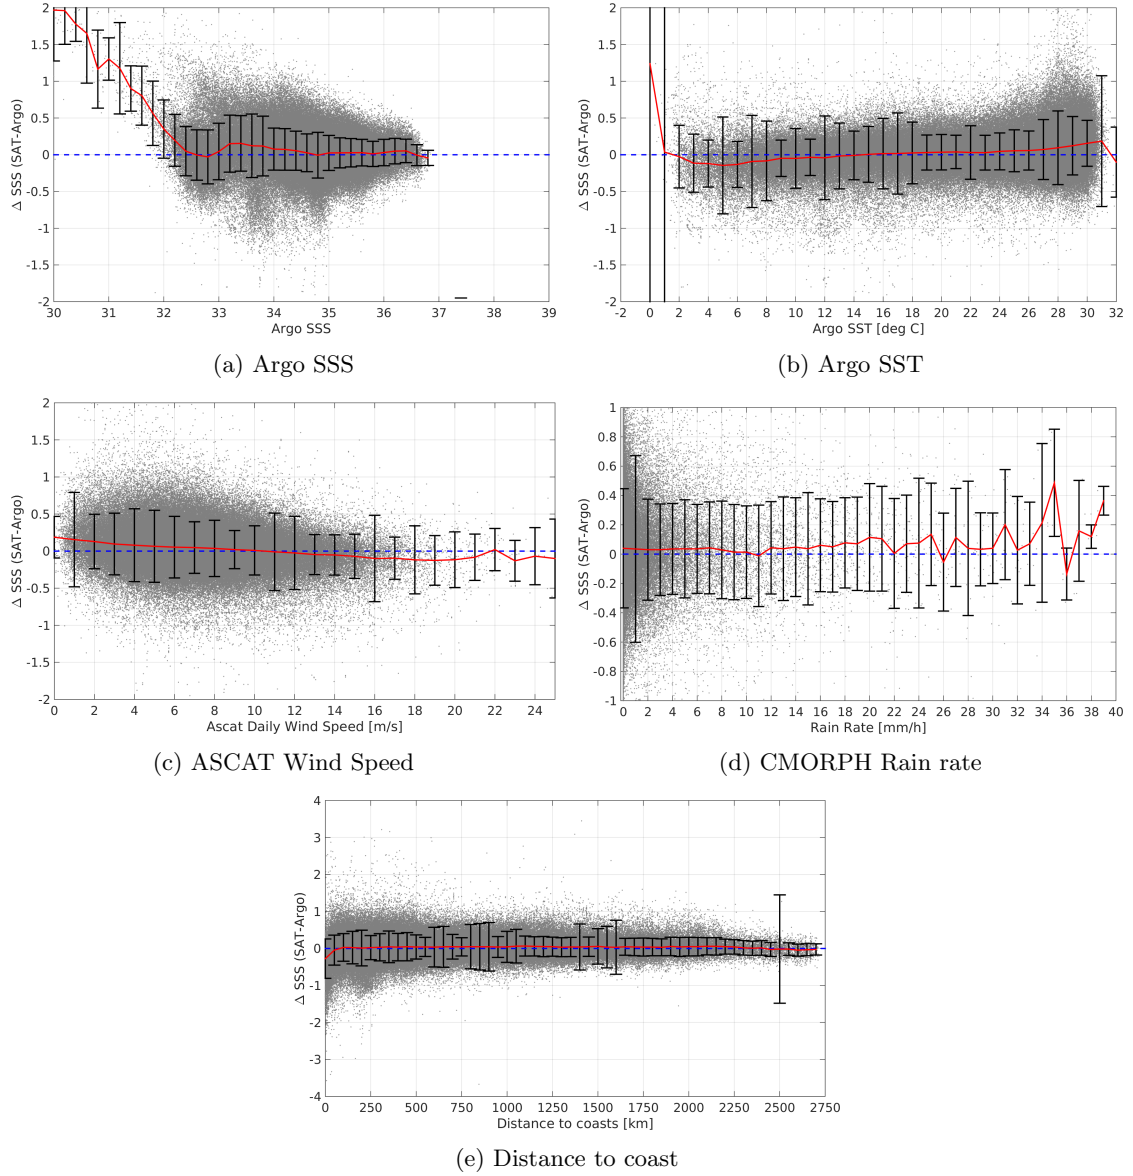 2
1.5
1
0.5
0
-0.5
-1
-1.5
-2
Δ SSS (SAT-Argo)
30 31 32 33 34 35 36 37 38 39
Argo SSS
(a) Argo SSS
2
1.5
1
0.5
0
-0.5
-1
-1.5
-2
Δ SSS (SAT-Argo)
-2 0 2 4 6 8 10 12 14 16 18 20 22 24 26 28 30 32
Argo SST [deg C]
(b) Argo SST
2
1.5
1
0.5
0
-0.5
-1
-1.5
-2
Δ SSS (SAT-Argo)
0 2 4 6 8 10 12 14 16 18 20 22 24
Ascat Daily Wind Speed [m/s]
(c) ASCAT Wind Speed
1
0.8
0.6
0.4
0.2
0
-0.2
-0.4
-0.6
-0.8
-1
Δ SSS (SAT-Argo)
0 2 4 6 8 10 12 14 16 18 20 22 24 26 28 30 32 34 36 38 40
Rain Rate [mm/h]
(d) CMORPH Rain rate
4
3
2
1
0
-1
-2
-3
-4
Δ SSS (SAT-Argo)
0 250 500 750 1000 1250 1500 1750 2000 2250 2500 2750
Distance to coasts [km]
(e) Distance to coast